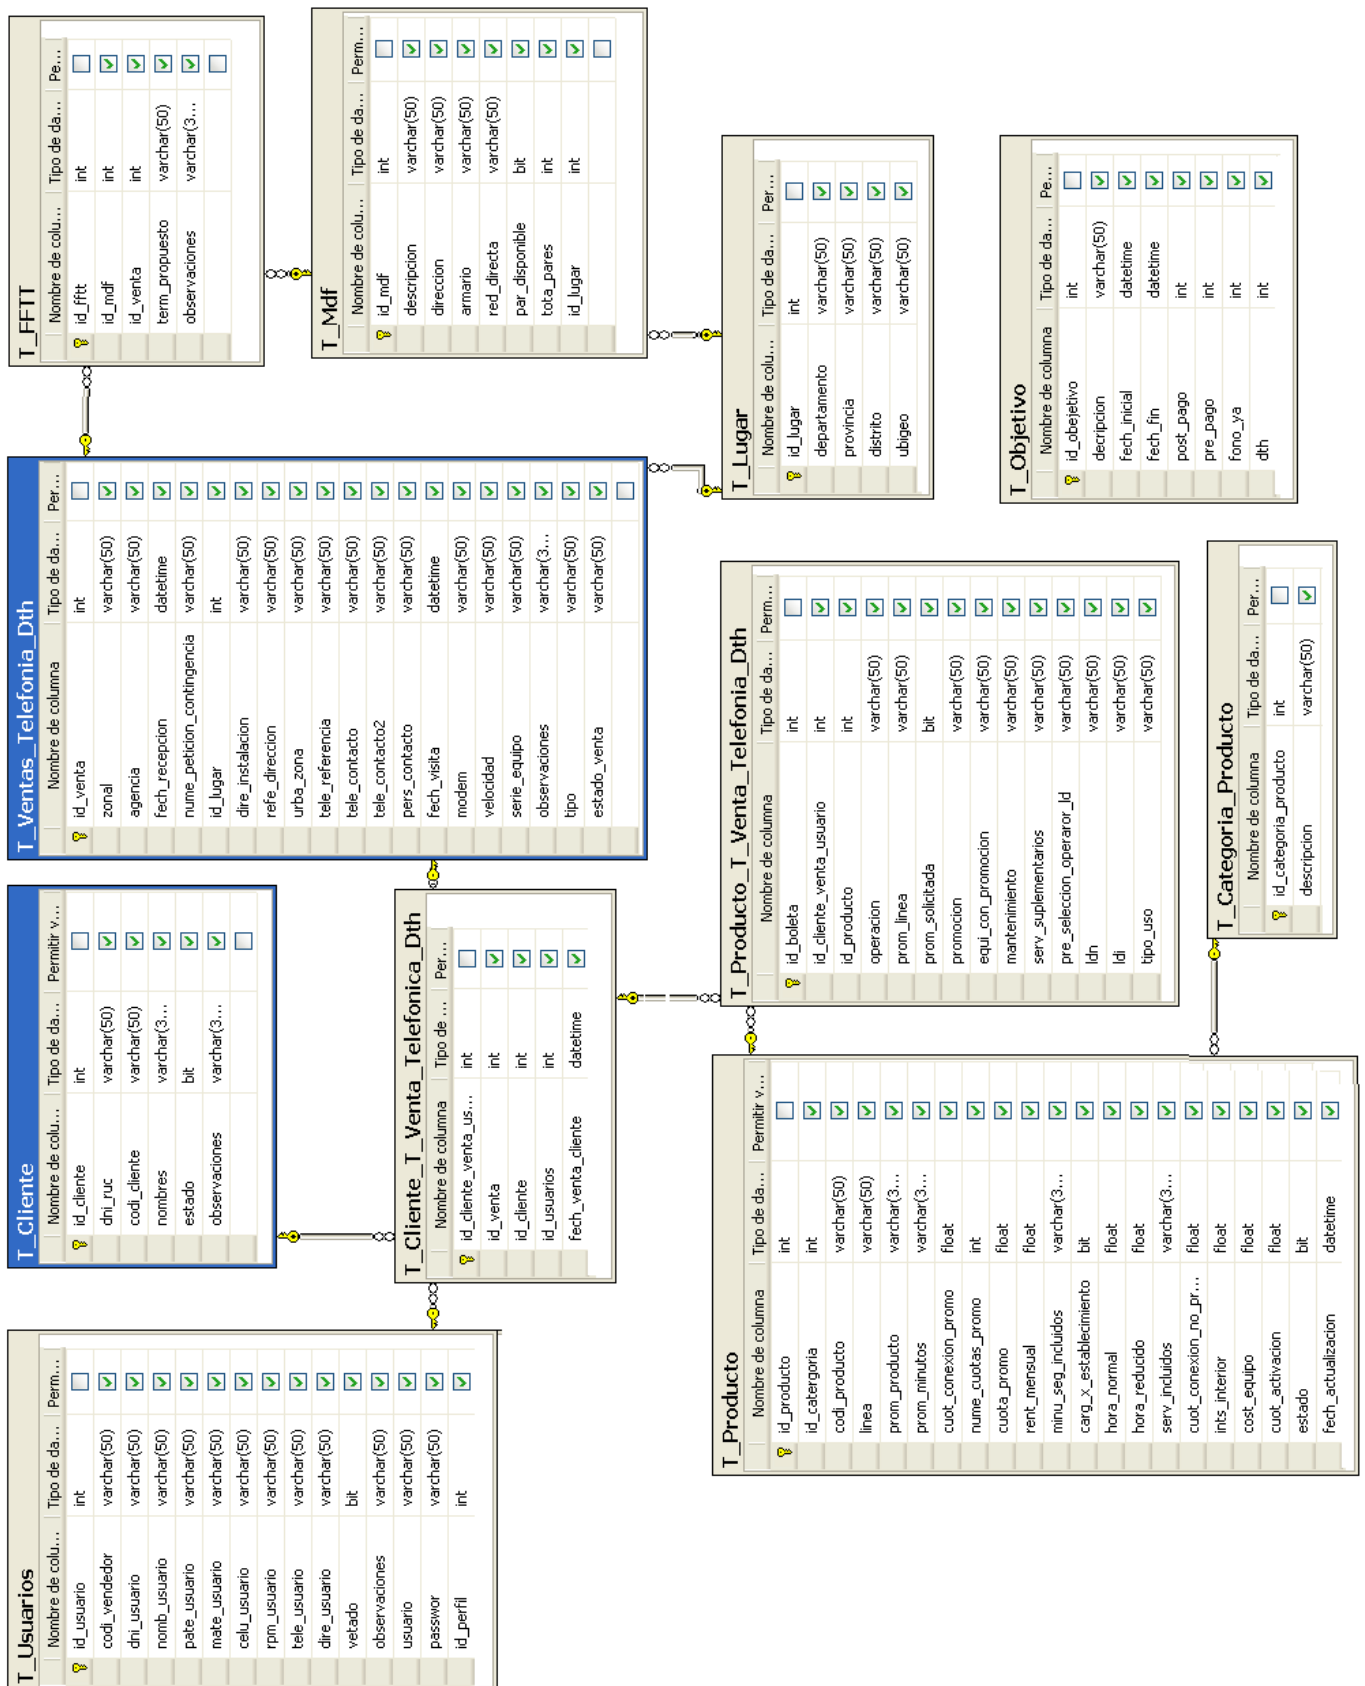 T_Usuarios
Nombre de colu... Tipo de da... Perm...
id_usuario int
codi_vendedor varchar(50)
dni_usuario varchar(50)
nomb_usuario varchar(50)
pate_usuario varchar(50)
mate_usuario varchar(50)
celu_usuario varchar(50)
rpm_usuario varchar(50)
tele_usuario varchar(50)
dire_usuario varchar(50)
vetado bit
observaciones varchar(50)
usuario varchar(50)
passwor varchar(50)
id_perfil int
T_Cliente
Nombre de colu... Tipo de da... Permitir v...
id_cliente int
dni_ruc varchar(50)
codi_cliente varchar(50)
nombres varchar(3...
estado bit
observaciones varchar(3...
T_Ventas_Telefonia_Dth
Nombre de columna Tipo de da... Per...
id_venta int
zonal varchar(50)
agencia varchar(50)
fech_recepcion datetime
nume_peticion_contingencia varchar(50)
id_lugar int
dire_instalacion varchar(50)
refe_direccion varchar(50)
urba_zona varchar(50)
tele_referencia varchar(50)
tele_contacto varchar(50)
tele_contacto2 varchar(50)
pers_contacto varchar(50)
fech_visita datetime
modem varchar(50)
velocidad varchar(50)
serie_equipo varchar(50)
observaciones varchar(3...
tipo varchar(50)
estado_venta varchar(50)
T_FFTT
Nombre de colu... Tipo de da... Pe...
id_fftt int
id_mdf int
id_venta int
term_propuesto varchar(50)
observaciones varchar(3...
T_Mdf
Nombre de colu... Tipo de da... Perm...
id_mdf int
descripcion varchar(50)
direccion varchar(50)
armario varchar(50)
red_directa varchar(50)
par_disponible bit
tota_pares int
id_lugar int
T_Cliente_T_Venta_Telefonica_Dth
Nombre de columna Tipo de ... Per...
id_cliente_venta_us... int
id_venta int
id_cliente int
id_usuarios int
fech_venta_cliente datetime
T_Producto
Nombre de columna Tipo de da... Permitir v...
id_producto int
id_catergoria int
codi_producto varchar(50)
linea varchar(50)
prom_producto varchar(3...
prom_minutos varchar(3...
cuot_conexion_promo float
nume_cuotas_promo int
cuota_promo float
rent_mensual float
minu_seg_incluidos varchar(3...
carg_x_establecimiento bit
hora_normal float
hora_reducido float
serv_incluidos varchar(3...
cuot_conexion_no_pr... float
ints_interior float
cost_equipo float
cuot_activacion float
estado bit
fech_actualizacion datetime
T_Producto_T_Venta_Telefonia_Dth
Nombre de columna Tipo de da... Perm...
id_boleta int
id_cliente_venta_usuario int
id_producto int
operacion varchar(50)
prom_linea varchar(50)
prom_solicitada bit
promocion varchar(50)
equi_con_promocion varchar(50)
mantenimiento varchar(50)
serv_suplementarios varchar(50)
pre_seleccion_operaror_ld varchar(50)
ldn varchar(50)
ldi varchar(50)
tipo_uso varchar(50)
T_Lugar
Nombre de colu... Tipo de da... Per...
id_lugar int
departamento varchar(50)
provincia varchar(50)
distrito varchar(50)
ubigeo varchar(50)
T_Categoria_Producto
Nombre de columna Tipo de da... Per...
id_categoria_producto int
descripcion varchar(50)
T_Objetivo
Nombre de columna Tipo de da... Pe...
id_obejetivo int
decripcion varchar(50)
fech_inicial datetime
fech_fin datetime
post_pago int
pre_pago int
fono_ya int
dth int